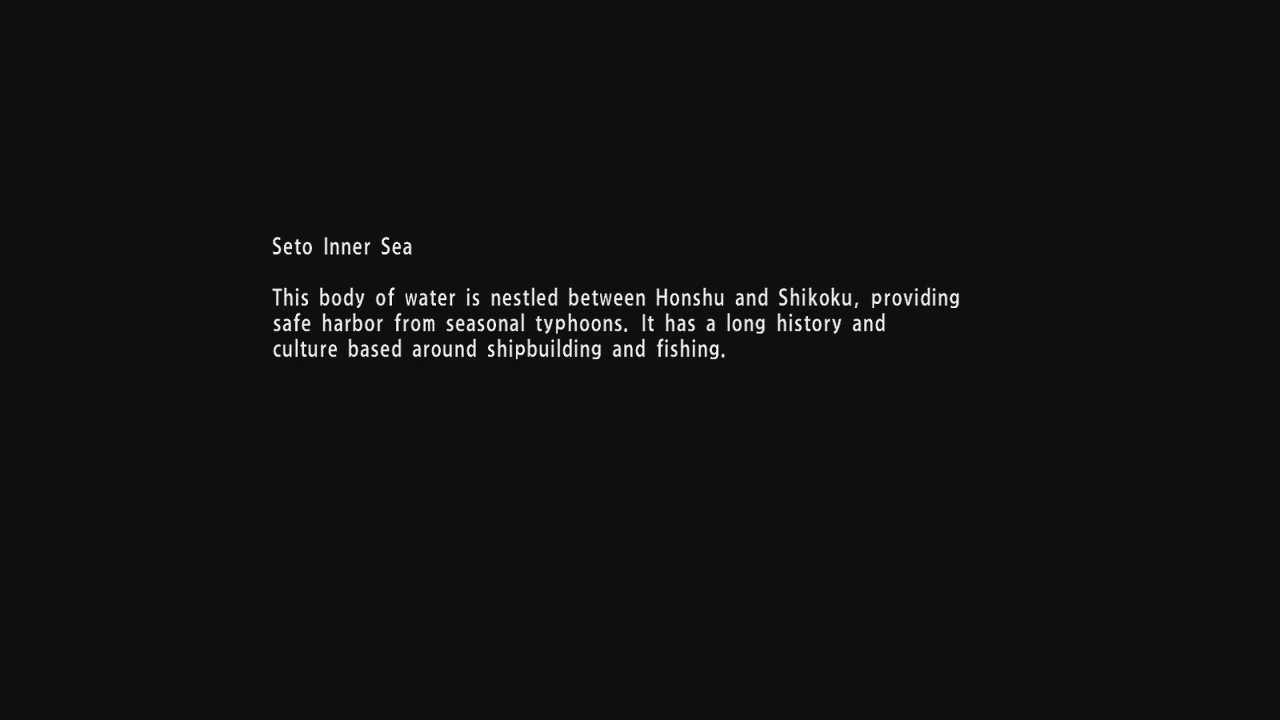 Seto Inner Sea
This body of water is nestled between Honshu and Shikoku, providing
safe harbor from seasonal typhoons. It has a long history and
culture based around shipbuilding and fishing.